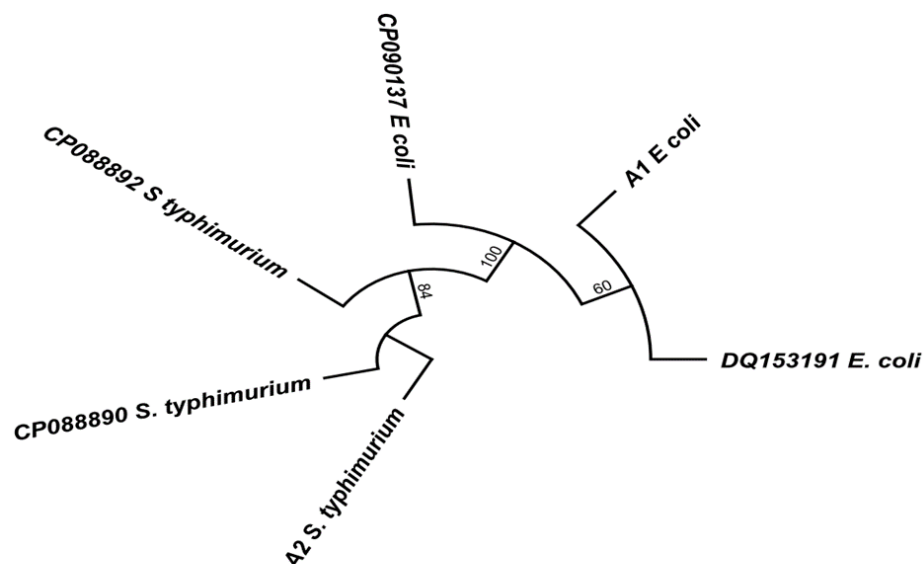 CP090137 E coli
A1 E coli
CP088892 S typhimurium
100
84
60
DQ153191 E. coli
CP088890 S. typhimurium
A2 S. typhimurium